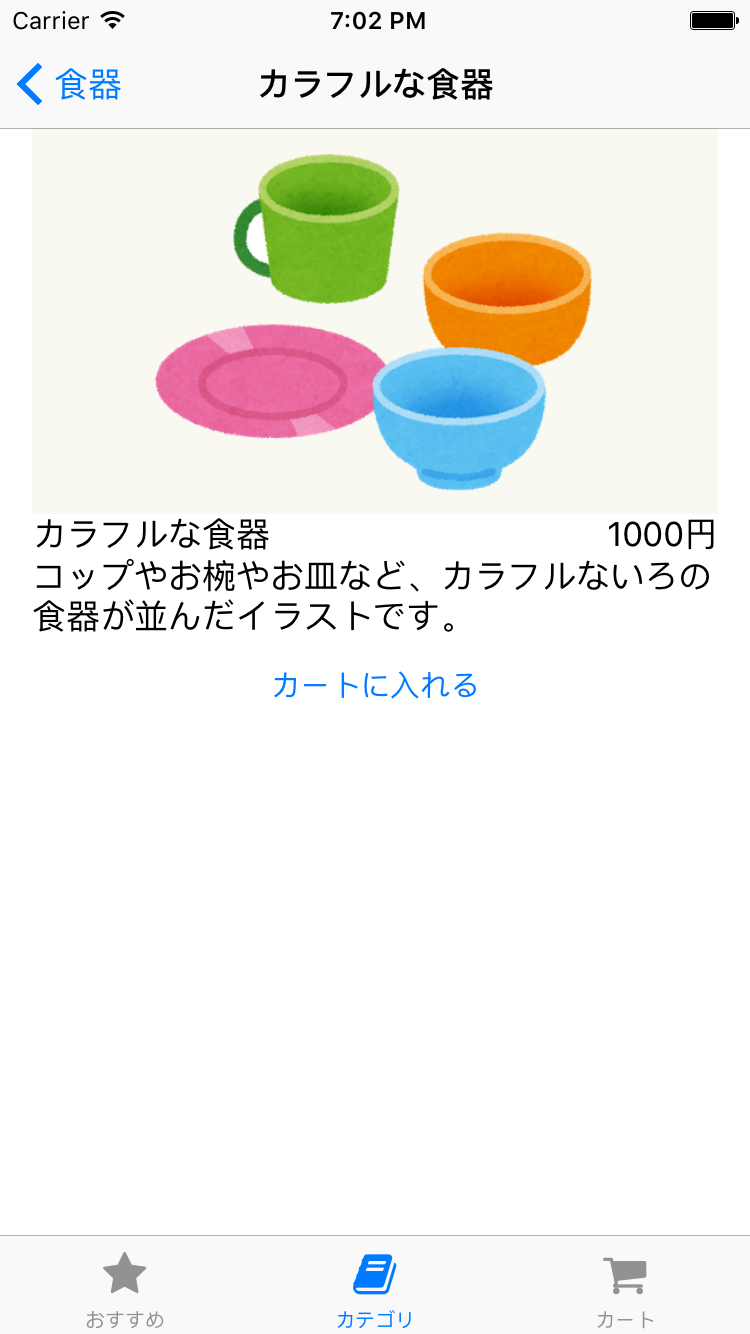 Carrier 7:02 PM
食器 カラフルな食器
カラフルな食器 1000円
コップやお椀やお皿など、カラフルないろの
食器が並んだイラストです。
カートに入れる
おすすめ カテゴリ カート